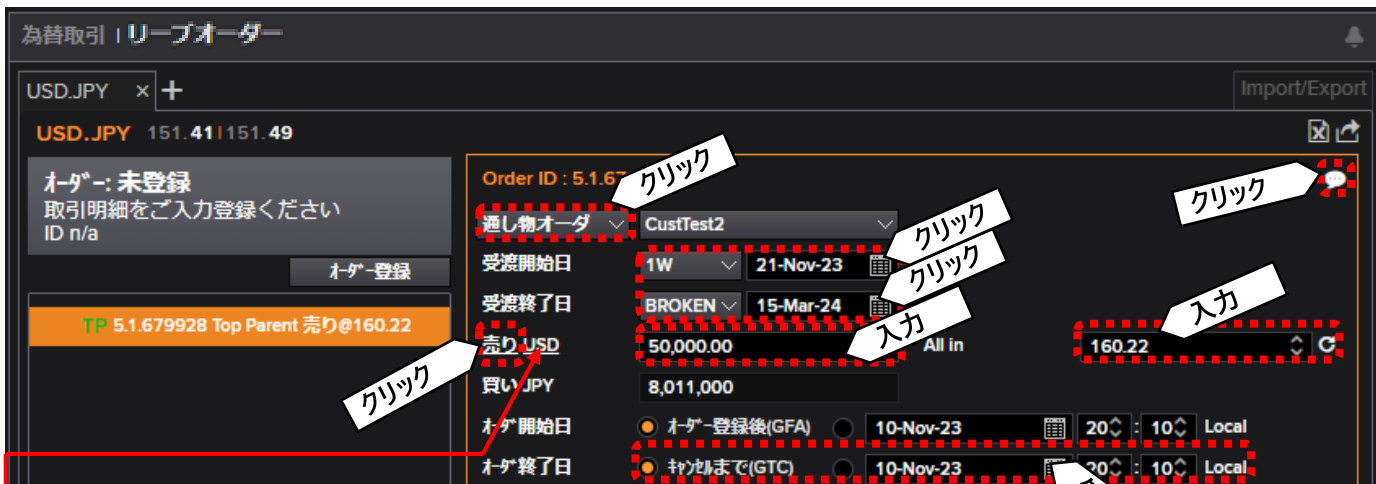 為替取引 | リーブオーダー
USD.JPY × +
Import/Export
USD.JPY 151.41 | 151.49
ｵｰﾀﾞｰ: 未登録
取引明細をご入力登録ください
ID n/a
ｵｰﾀﾞｰ登録
TP 5.1.679928 Top Parent 売り@160.22
Order ID : 5.1.67
クリック
クリック
通し物オーダ CustTest2
クリック
受渡開始日 1W 21-Nov-23
クリック
受渡終了日 BROKEN 15-Mar-24
入力
入力
売り USD 50,000.00 All in 160.22
クリック
買い JPY 8,011,000
ｵｰﾀﾞ開始日 ｵｰﾀﾞｰ登録後(GFA) 10-Nov-23 20 : 10 Local
ｵｰﾀﾞ終了日 ｷｬﾝｾﾙまで(GTC) 10-Nov-23 20 : 10 Local